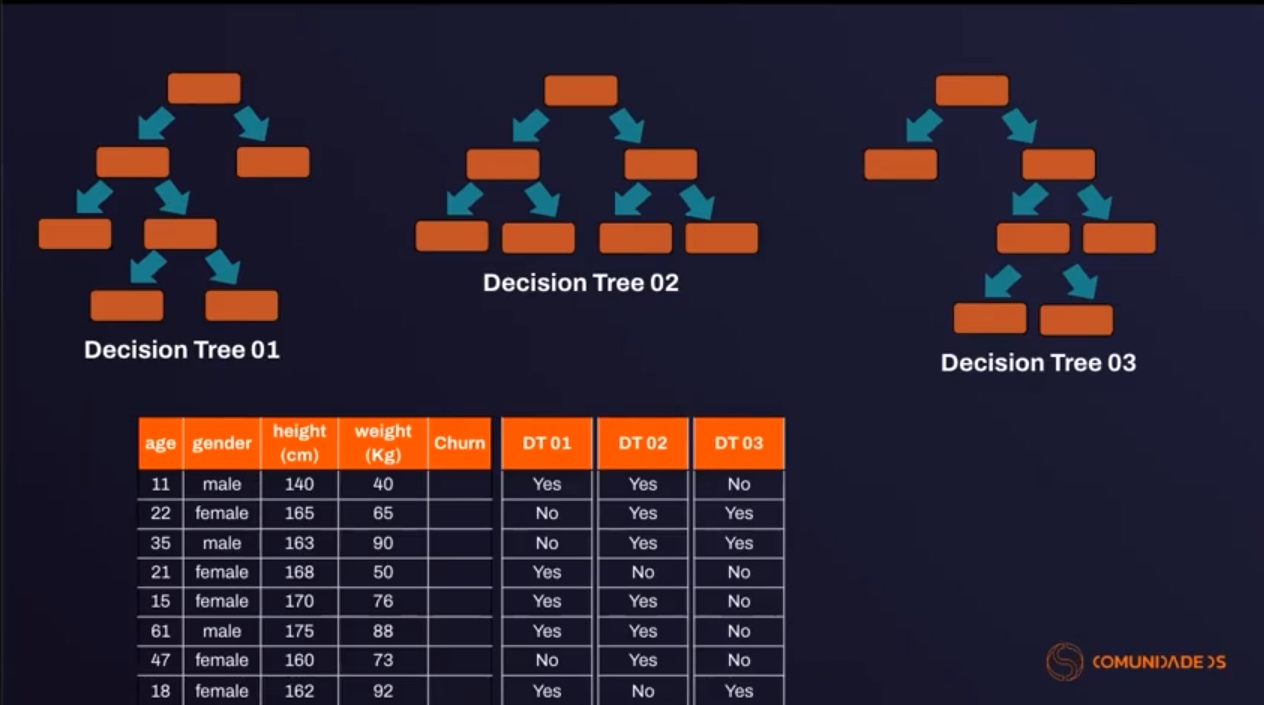 Decision Tree 02
Decision Tree 01
Decision Tree 03
age gender height (cm) weight (Kg) Churn DT 01 DT 02 DT 03
11 male 140 40 Yes Yes No
22 female 165 65 No Yes Yes
35 male 163 90 No Yes Yes
21 female 168 50 Yes No No
15 female 170 76 Yes Yes No
61 male 175 88 Yes Yes No
47 female 160 73 No Yes No
18 female 162 92 Yes No Yes
COMUNIDADE DS